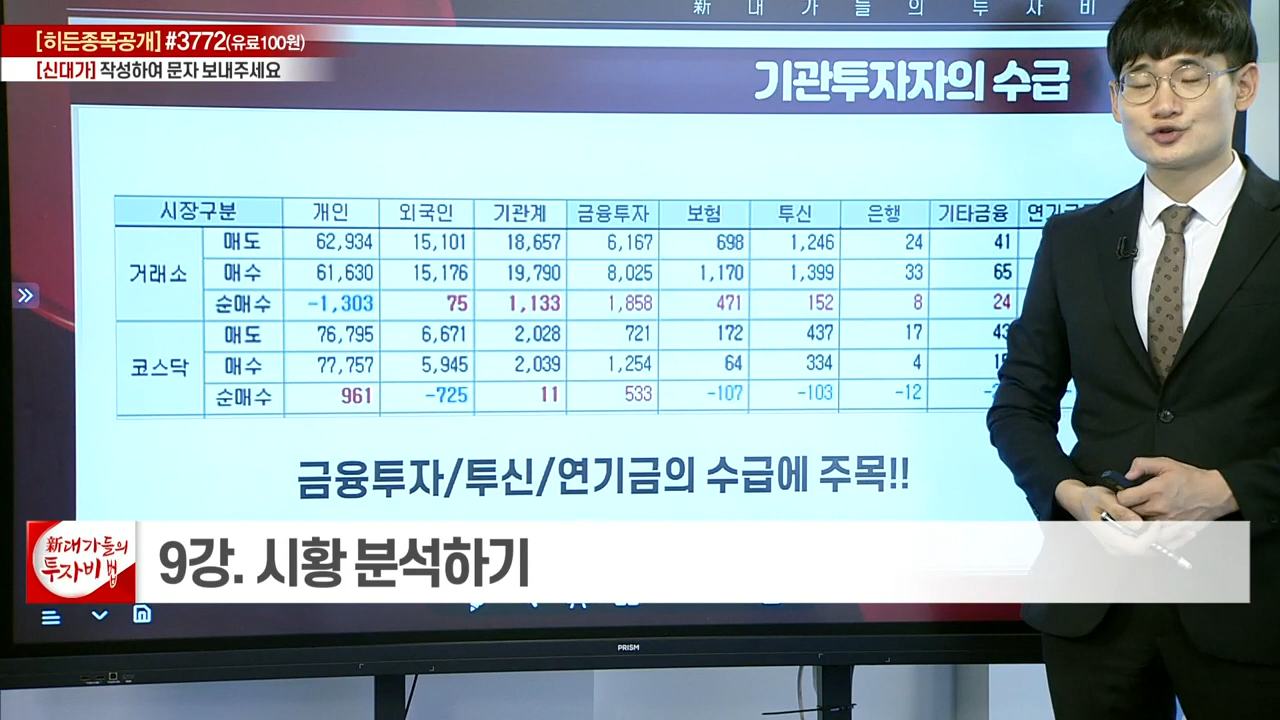 新 대 가 들 의 투 자 비
[히든종목공개] #3772(유료100원)
[신대가] 작성하여 문자 보내주세요
기관투자자의 수급
시장구분 개인 외국인 기관계 금융투자 보험 투신 은행 기타금융
거래소 매도 62,934 15,101 18,657 6,167 698 1,246 24 41
매수 61,630 15,176 19,790 8,025 1,170 1,399 33 65
순매수 -1,303 75 1,133 1,858 471 152 8 24
코스닥 매도 76,795 6,671 2,028 721 172 437 17 43
매수 77,757 5,945 2,039 1,254 64 334 4
순매수 961 -725 11 533 -107 -103 -12
금융투자/투신/연기금의 수급에 주목!!
新대가들의
투자비법
9강. 시황 분석하기
PRISM